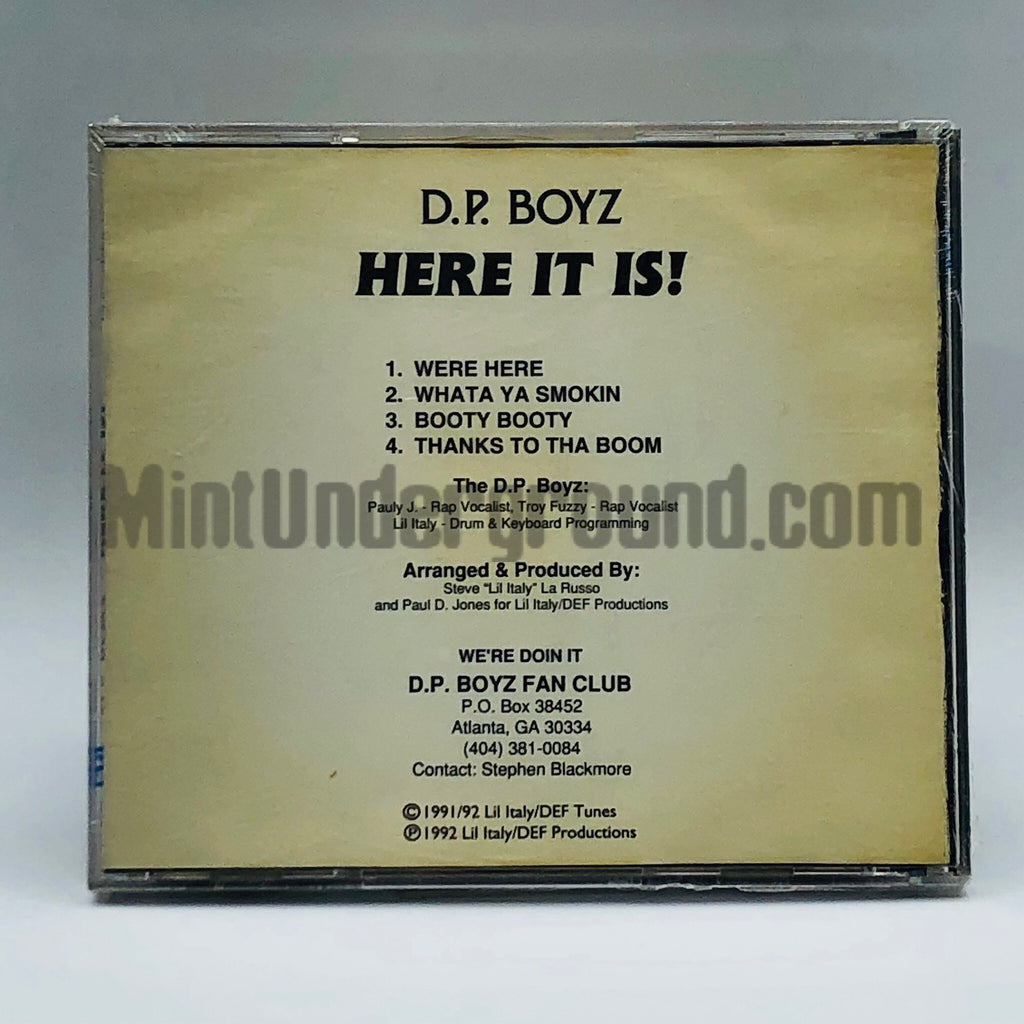 D.P. BOYZ
HERE IT IS!
1. WERE HERE
2. WHATA YA SMOKIN
3. BOOTY BOOTY
4. THANKS TO THA BOOM
MintUnderground.com
The D.P. Boyz:
Pauly J. - Rap Vocalist, Troy Fuzzy - Rap Vocalist
Lil Italy - Drum & Keyboard Programming
Arranged & Produced By:
Steve "Lil Italy" La Russo
and Paul D. Jones for Lil Italy/DEF Productions
WE'RE DOIN IT
D.P. BOYZ FAN CLUB
P.O. Box 38452
Atlanta, GA 30334
(404) 381-0084
Contact: Stephen Blackmore
©1991/92 Lil Italy/DEF Tunes
℗1992 Lil Italy/DEF Productions